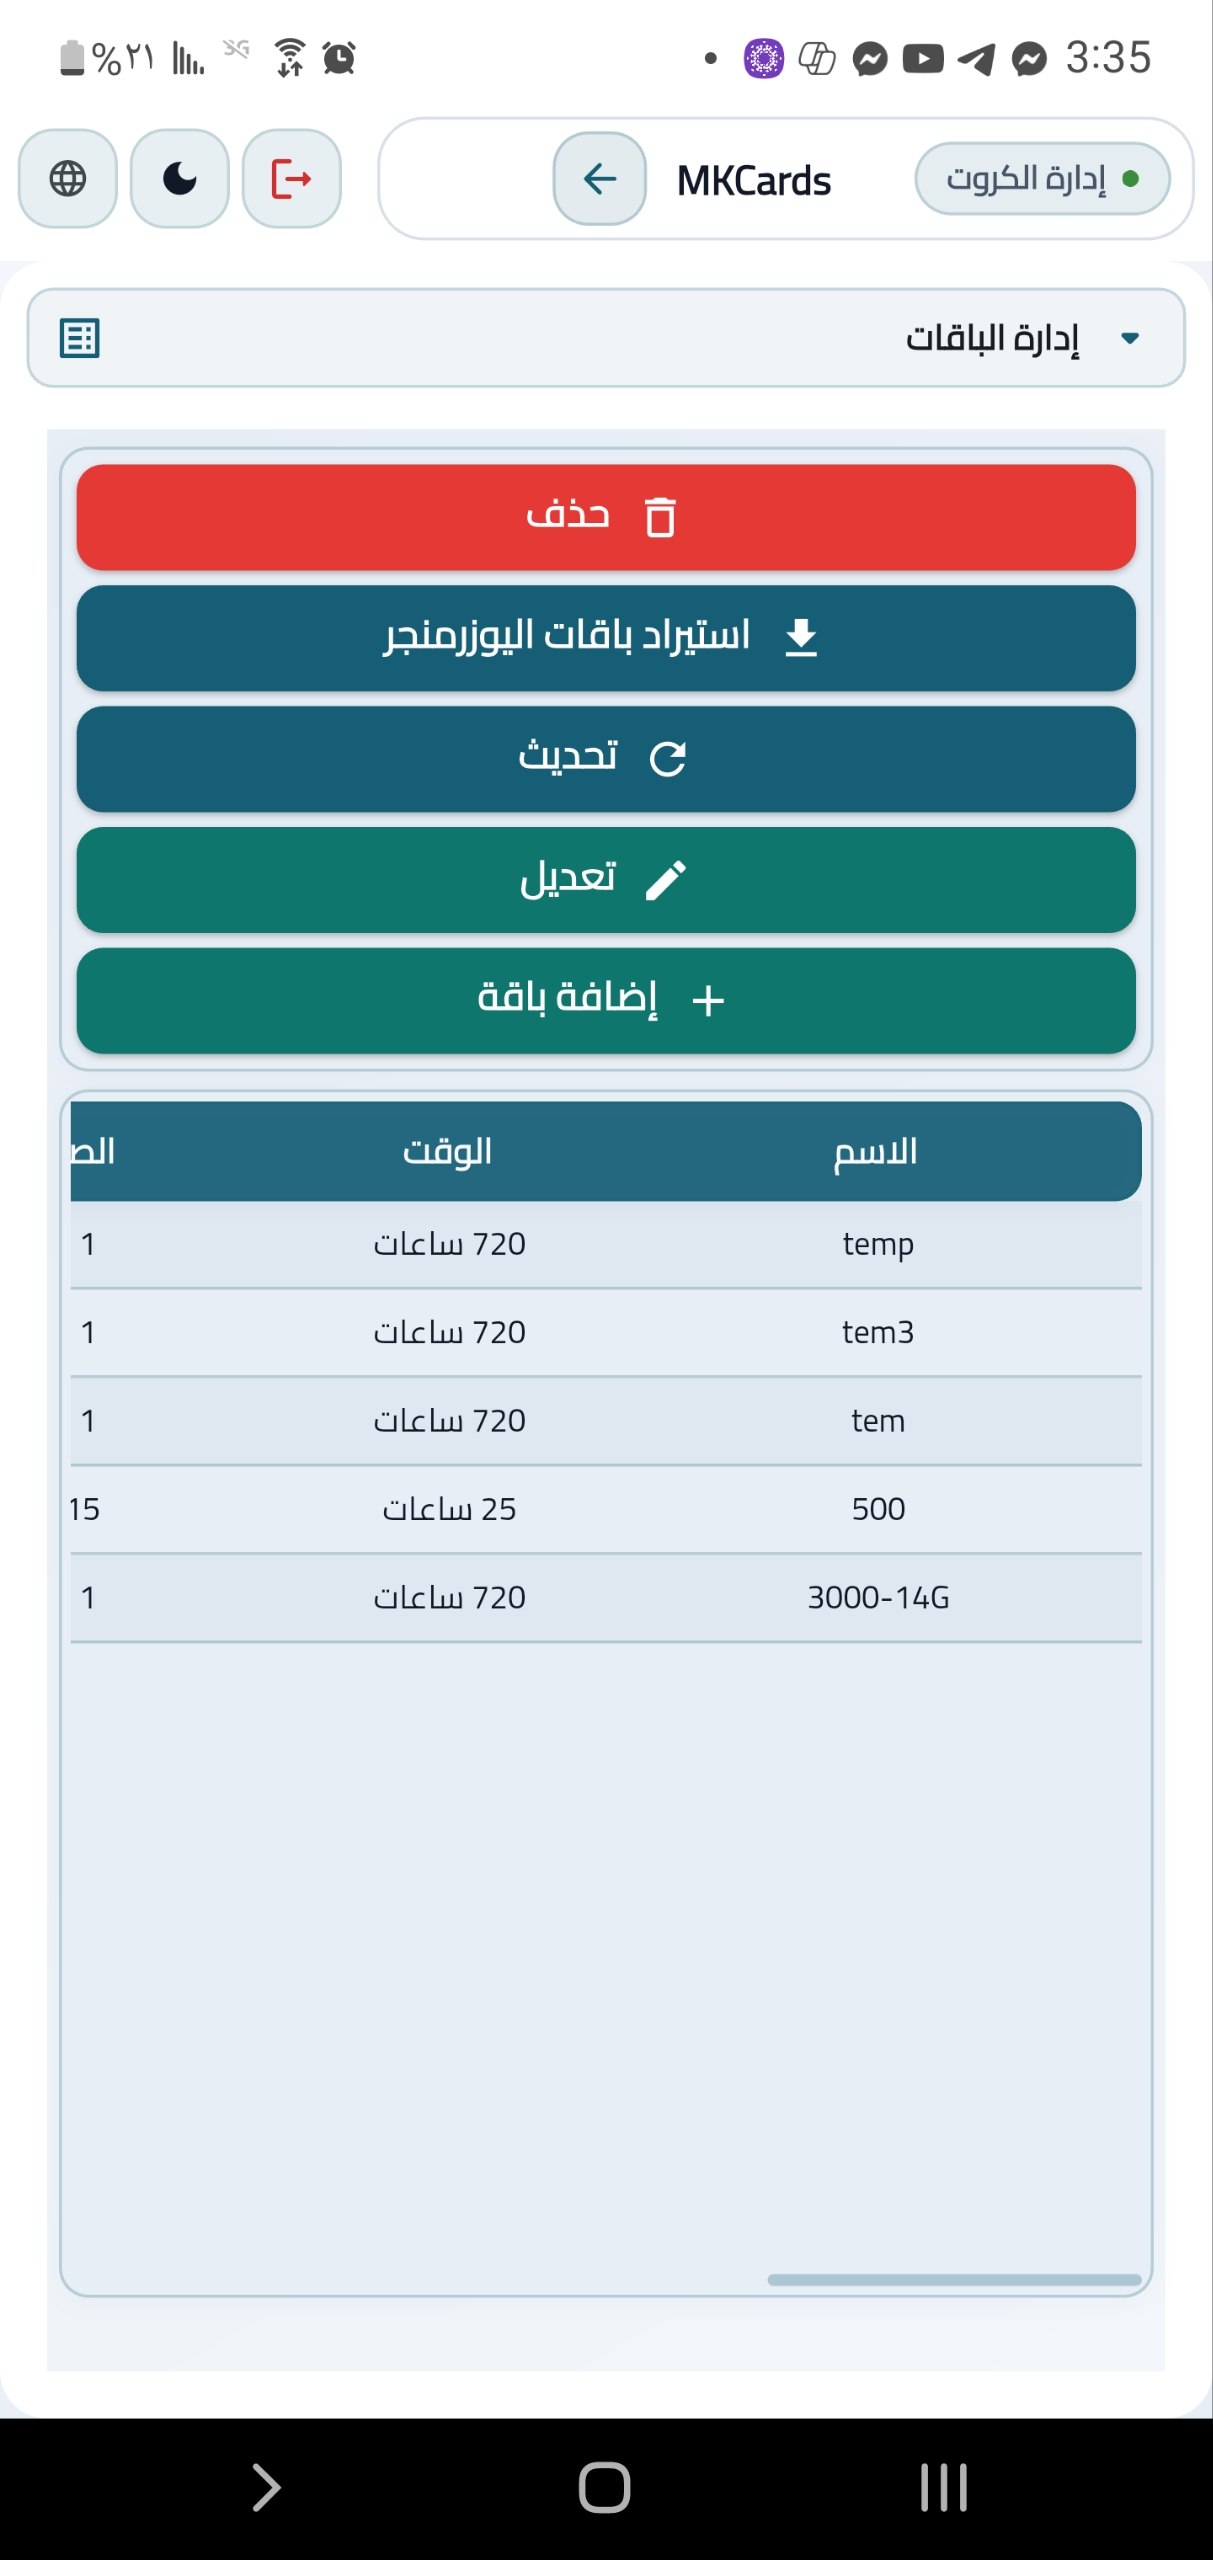 3:35
%٢١
إدارة الكروت
MKCards
إدارة الباقات
حذف
استيراد باقات اليوزرمنجر
تحديث
تعديل
إضافة باقة
الاسم الوقت الص
temp 720 ساعات 1
tem3 720 ساعات 1
tem 720 ساعات 1
500 25 ساعات 15
3000-14G 720 ساعات 1